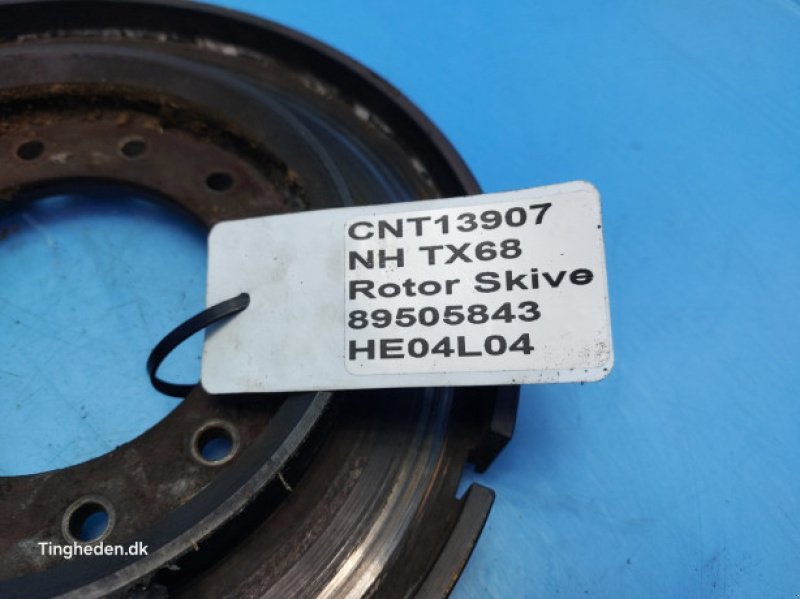 CNT13907
NH TX68
Rotor Skive
89505843
HE04L04
Tingheden.dk